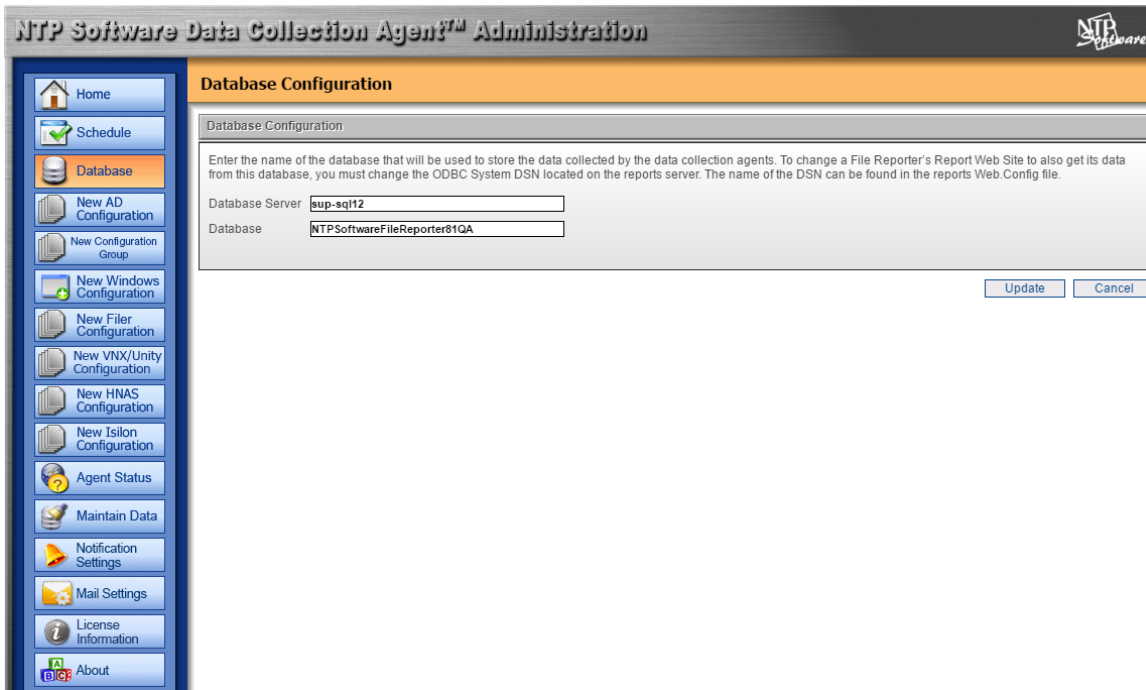 NTP Software Data Collection Agent™ Administration
NTP
Software
Home
Schedule
Database
New AD
Configuration
New Configuration
Group
New Windows
Configuration
New Filer
Configuration
New VNX/Unity
Configuration
New HNAS
Configuration
New Isilon
Configuration
Agent Status
Maintain Data
Notification
Settings
Mail Settings
License
Information
About
Database Configuration
Database Configuration
Enter the name of the database that will be used to store the data collected by the data collection agents. To change a File Reporter's Report Web Site to also get its data
from this database, you must change the ODBC System DSN located on the reports server. The name of the DSN can be found in the reports Web.Config file.
Database Server sup-sql12
Database NTPSoftwareFileReporter81QA
Update Cancel